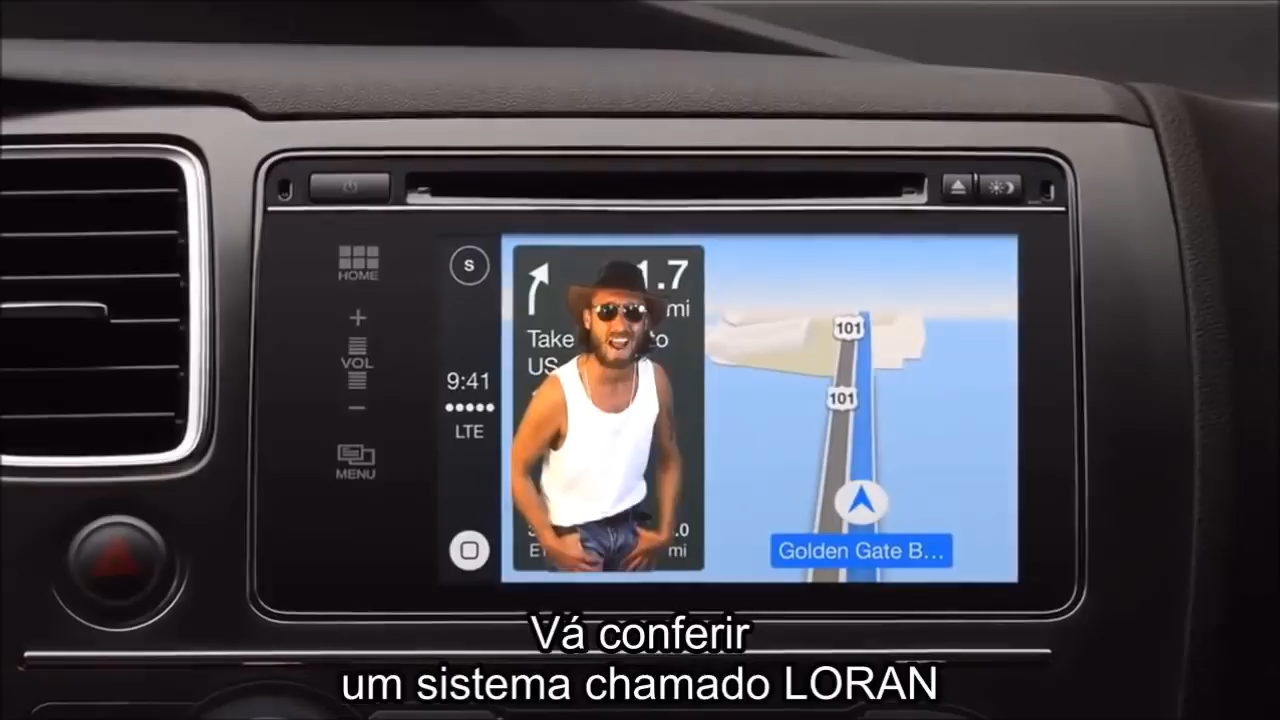 HOME
VOL
MENU
S
9:41
LTE
1.7
mi
Take
US
mi
101
101
Golden Gate B...
Vá conferir
um sistema chamado LORAN